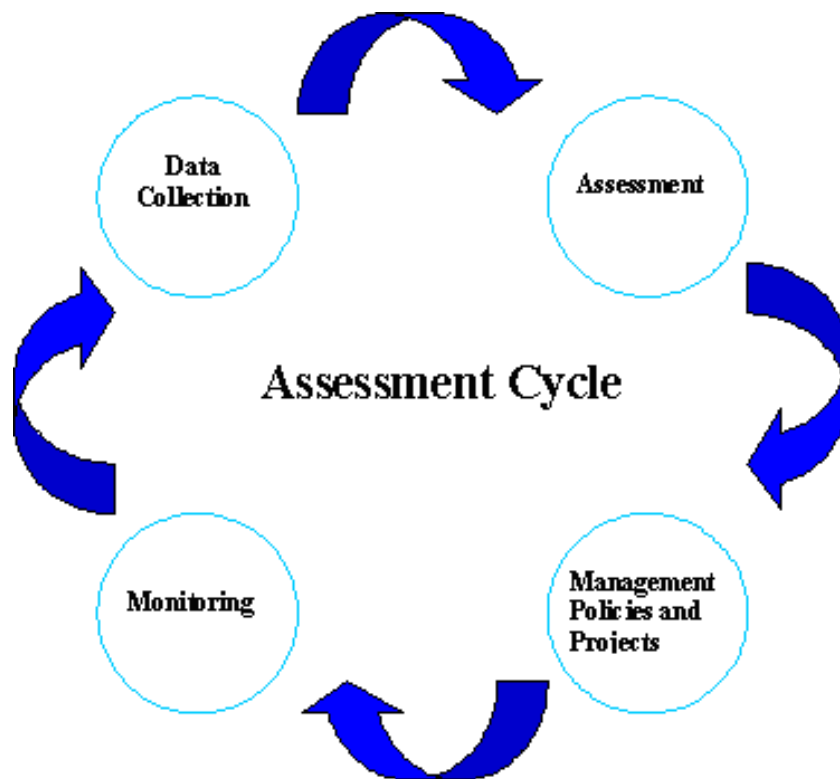 Data
Collection
Assessment
Assessment Cycle
Monitoring
Management
Policies and
Projects